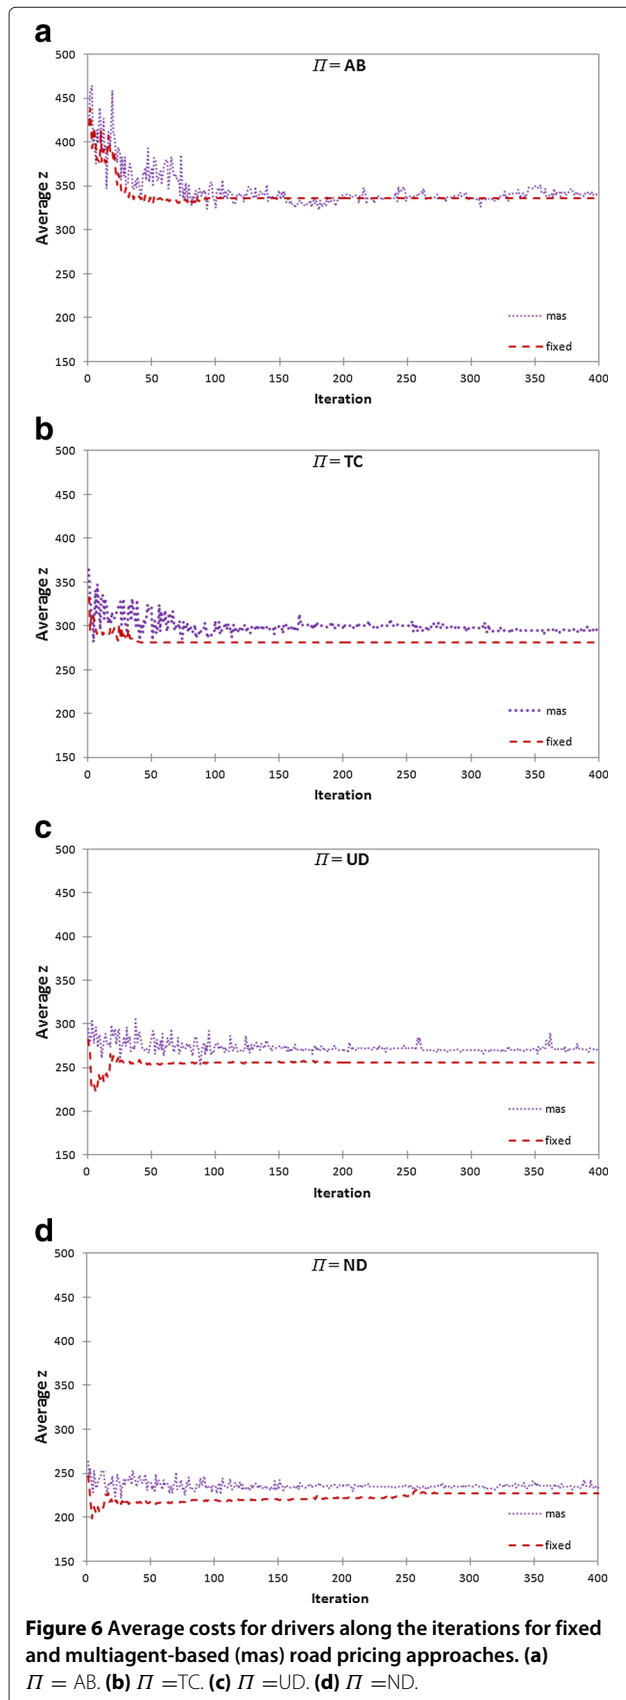 a
Π = AB
500
450
400
350
300
250
200
150
Average z
mas
fixed
0 50 100 150 200 250 300 350 400
Iteration
b
Π = TC
500
450
400
350
300
250
200
150
Average z
mas
fixed
0 50 100 150 200 250 300 350 400
Iteration
c
Π = UD
500
450
400
350
300
250
200
150
Average z
mas
fixed
0 50 100 150 200 250 300 350 400
Iteration
d
Π = ND
500
450
400
350
300
250
200
150
Average z
mas
fixed
0 50 100 150 200 250 300 350 400
Iteration
Figure 6 Average costs for drivers along the iterations for fixed
and multiagent-based (mas) road pricing approaches. (a)
Π = AB. (b) Π =TC. (c) Π =UD. (d) Π =ND.